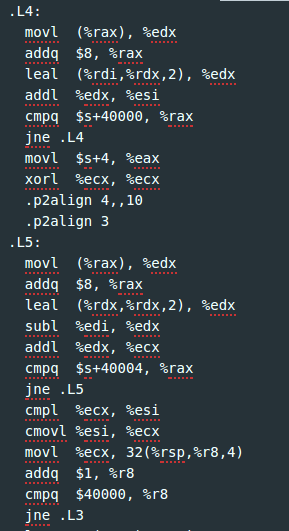 .L4:
movl (%rax), %edx
addq $8, %rax
leal (%rdi,%rdx,2), %edx
addl %edx, %esi
cmpq $s+40000, %rax
jne .L4
movl $s+4, %eax
xorl %ecx, %ecx
.p2align 4,,10
.p2align 3
.L5:
movl (%rax), %edx
addq $8, %rax
leal (%rdx,%rdx,2), %edx
subl %edi, %edx
addl %edx, %ecx
cmpq $s+40004, %rax
jne .L5
cmpl %ecx, %esi
cmovl %esi, %ecx
movl %ecx, 32(%rsp,%r8,4)
addq $1, %r8
cmpq $40000, %r8
jne .L3